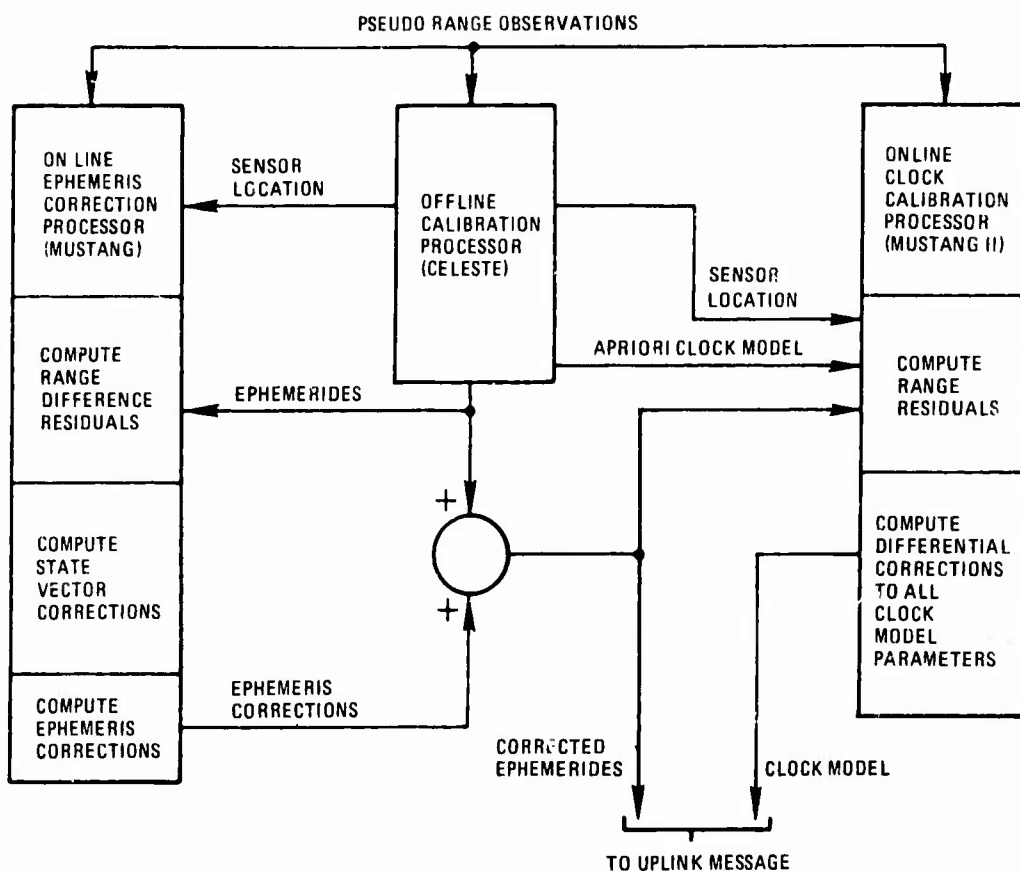 PSEUDO RANGE OBSERVATIONS
ON LINE
EPHEMERIS
CORRECTION
PROCESSOR
(MUSTANG)
SENSOR
LOCATION
OFFLINE
CALIBRATION
PROCESSOR
(CELESTE)
ONLINE
CLOCK
CALIBRATION
PROCESSOR
(MUSTANG II)
SENSOR
LOCATION
APRIORI CLOCK MODEL
COMPUTE
RANGE
DIFFERENCE
RESIDUALS
EPHEMERIDES
COMPUTE
RANGE
RESIDUALS
+
COMPUTE
STATE
VECTOR
CORRECTIONS
+
COMPUTE
DIFFERENTIAL
CORRECTIONS
TO ALL
CLOCK
MODEL
PARAMETERS
COMPUTE
EPHEMERIS
CORRECTIONS
EPHEMERIS
CORRECTIONS
CORRECTED
EPHEMERIDES
CLOCK MODEL
TO UPLINK MESSAGE